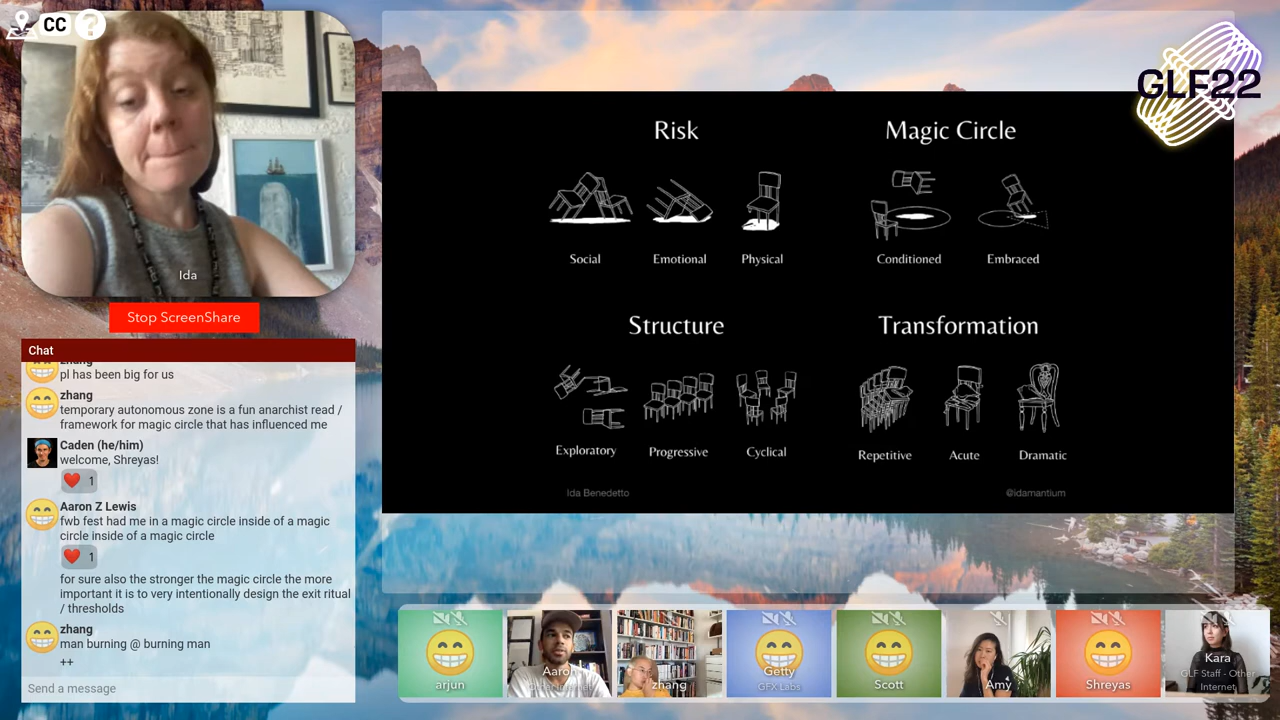 CC
?
Ida
Stop ScreenShare
Chat
zhang
pl has been big for us
zhang
temporary autonomous zone is a fun anarchist read /
framework for magic circle that has influenced me
Caden (he/him)
welcome, Shreyas!
1
Aaron Z Lewis
fwb fest had me in a magic circle inside of a magic
circle inside of a magic circle
1
for sure also the stronger the magic circle the more
important it is to very intentionally design the exit ritual
/ thresholds
zhang
man burning @ burning man
++
Send a message
GLF22
Risk
Social
Emotional
Physical
Magic Circle
Conditioned
Embraced
Structure
Exploratory
Progressive
Cyclical
Transformation
Repetitive
Acute
Dramatic
Ida Benedetto
@idamantium
arjun
zhang
Getty
GFX Labs
Scott
Amy
Shreyas
Kara
GLF Staff - Other
Internet